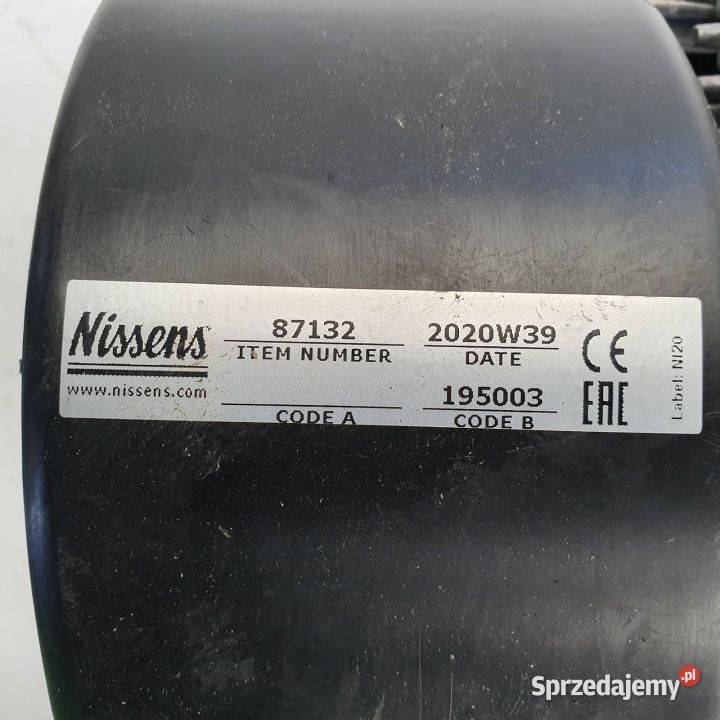 Nissens
www.nissens.com
87132
ITEM NUMBER
2020W39
DATE
CODE A
195003
CODE B
CE
EAC
Label: NI20
Sprzedajemy.pl